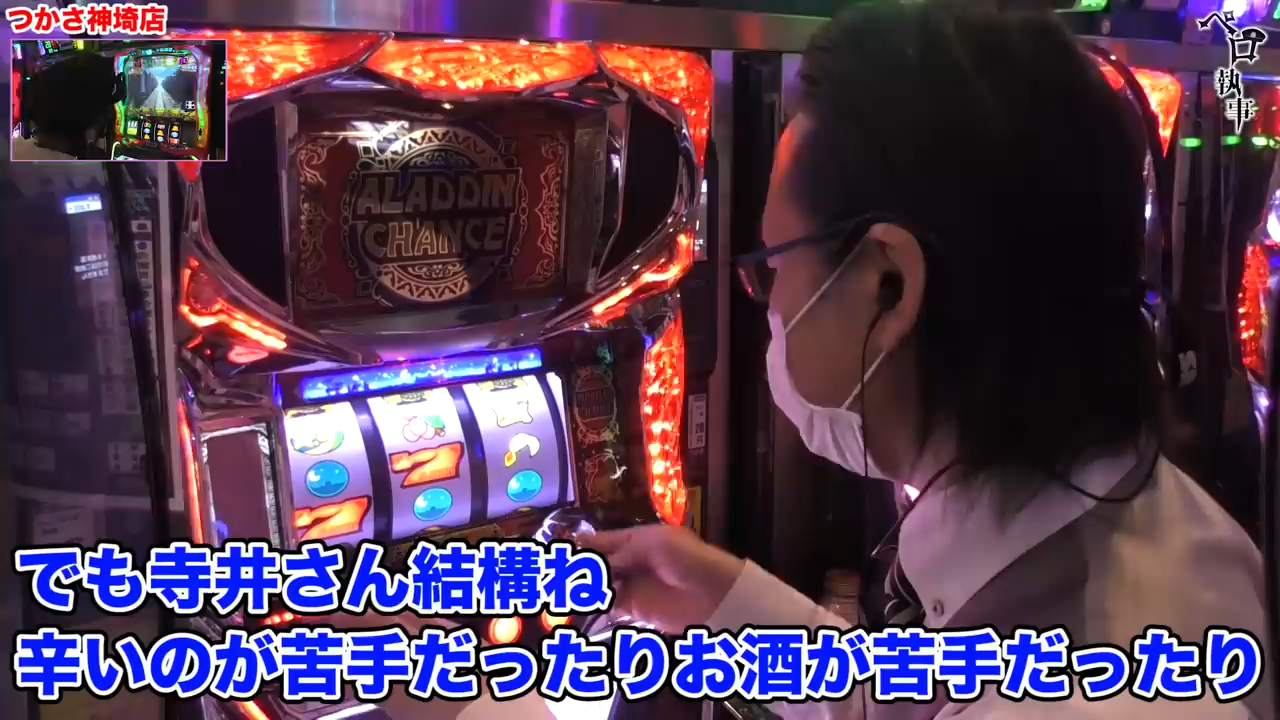 つかさ神埼店
ペロ
執事
ALADDIN
CHANCE
でも寺井さん結構ね
辛いのが苦手だったりお酒が苦手だったり